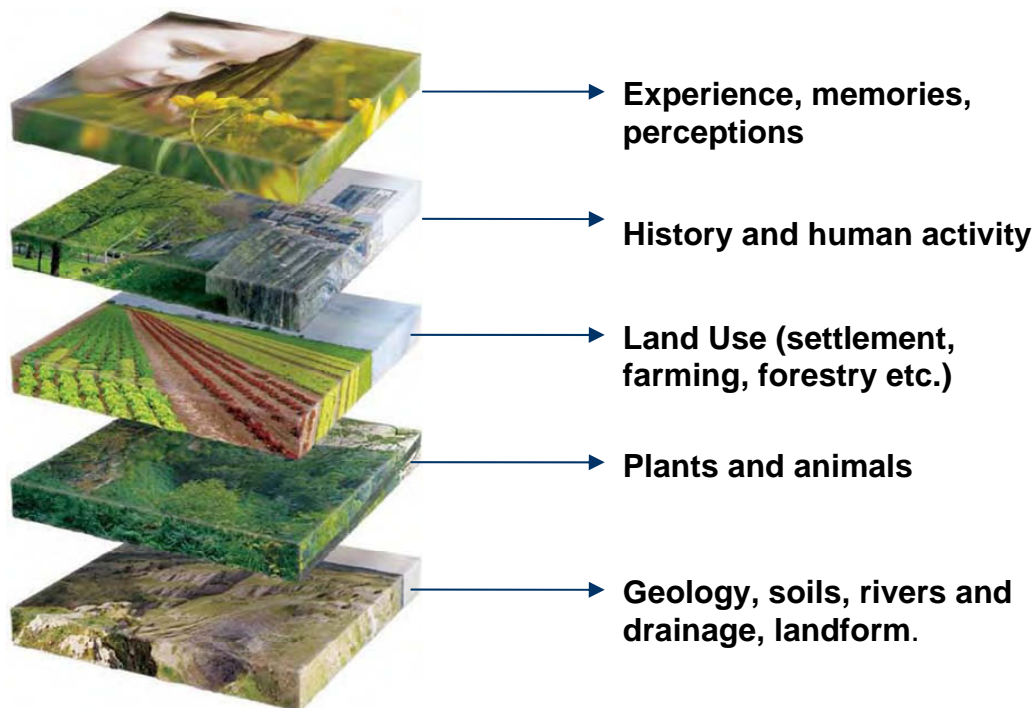 Experience, memories,
perceptions
History and human activity
Land Use (settlement,
farming, forestry etc.)
Plants and animals
Geology, soils, rivers and
drainage, landform.